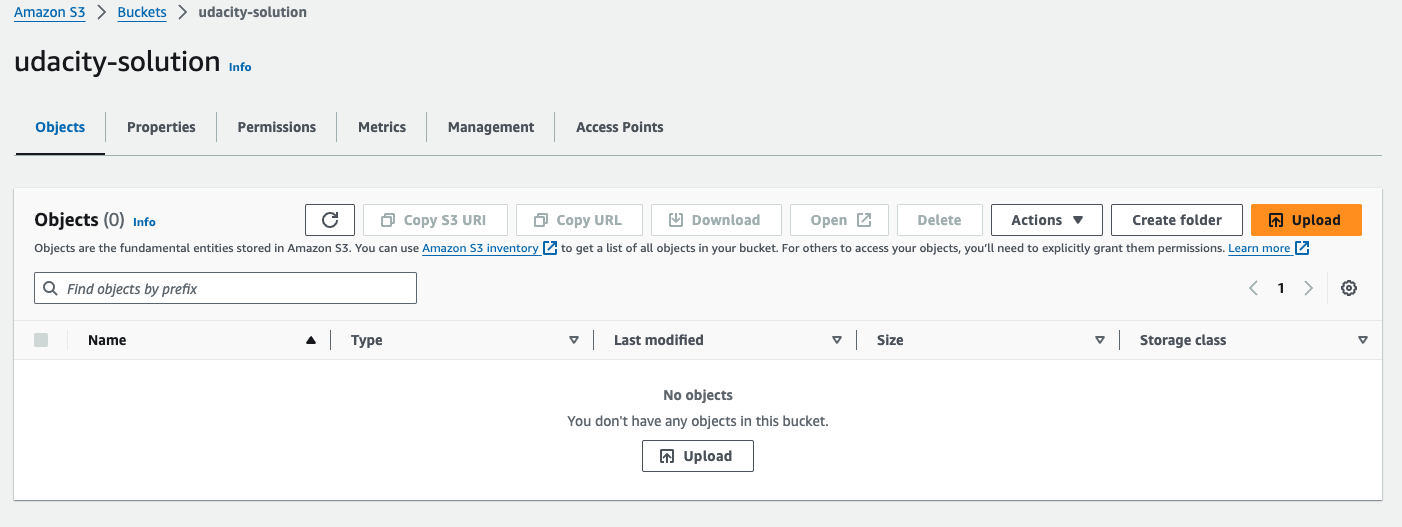 Amazon S3 > Buckets > udacity-solution
udacity-solution Info
Objects Properties Permissions Metrics Management Access Points
Objects (0) Info Copy S3 URI Copy URL Download Open Delete Actions Create folder Upload
Objects are the fundamental entities stored in Amazon S3. You can use Amazon S3 inventory to get a list of all objects in your bucket. For others to access your objects, you'll need to explicitly grant them permissions. Learn more
Find objects by prefix
1
Name Type Last modified Size Storage class
No objects
You don't have any objects in this bucket.
Upload